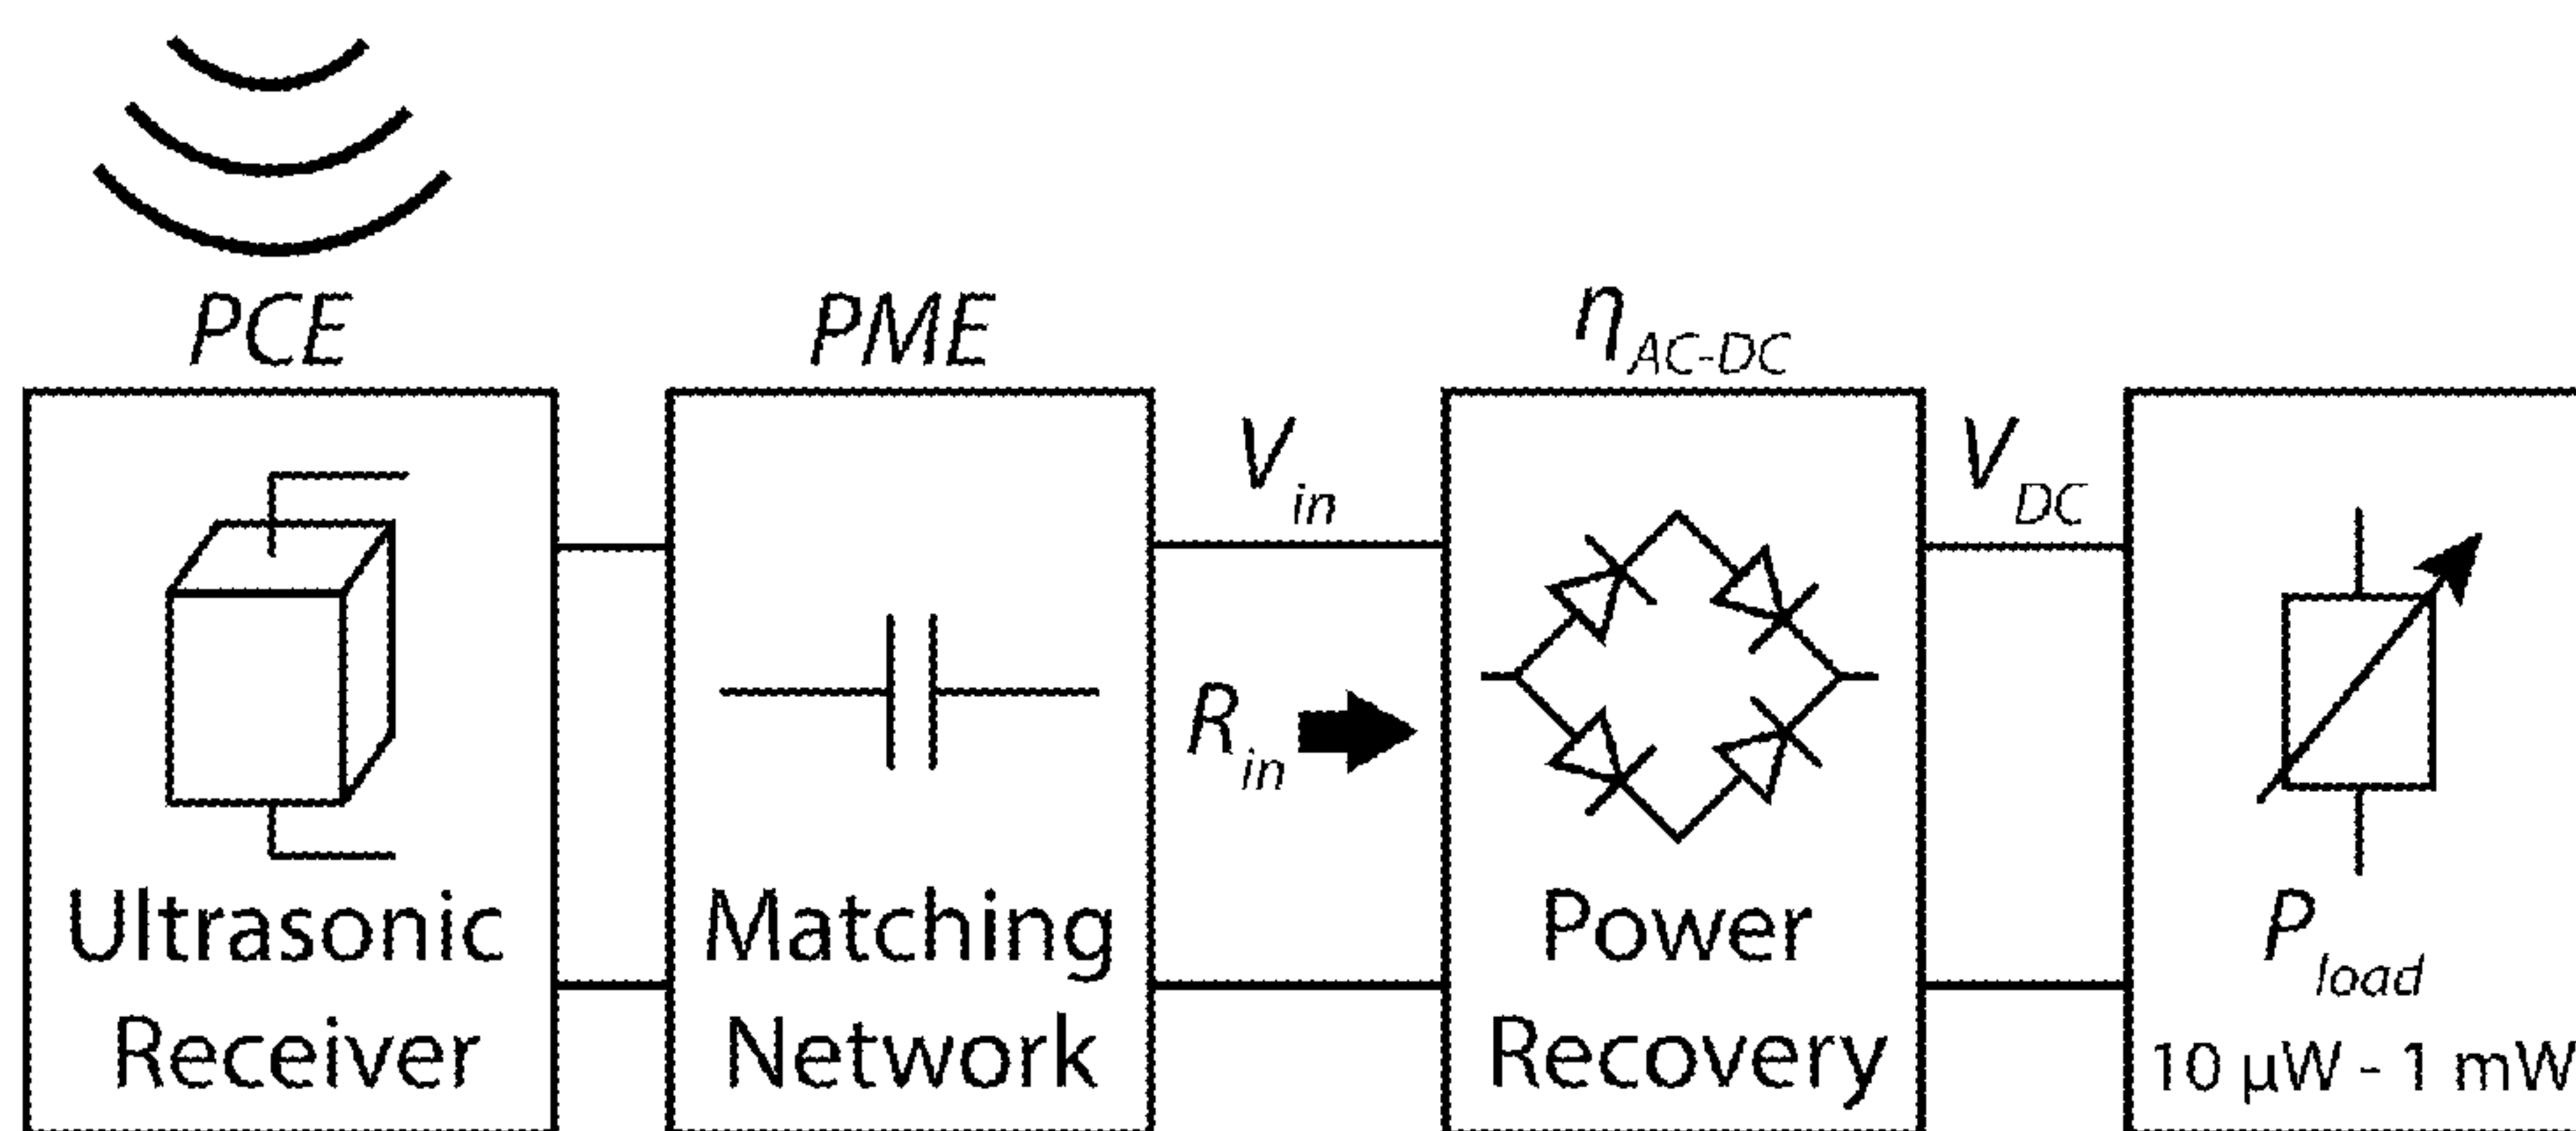 PCE
PME
η AC-DC
V in
V DC
R in
Ultrasonic
Receiver
Matching
Network
Power
Recovery
P load
10 μW - 1 mW